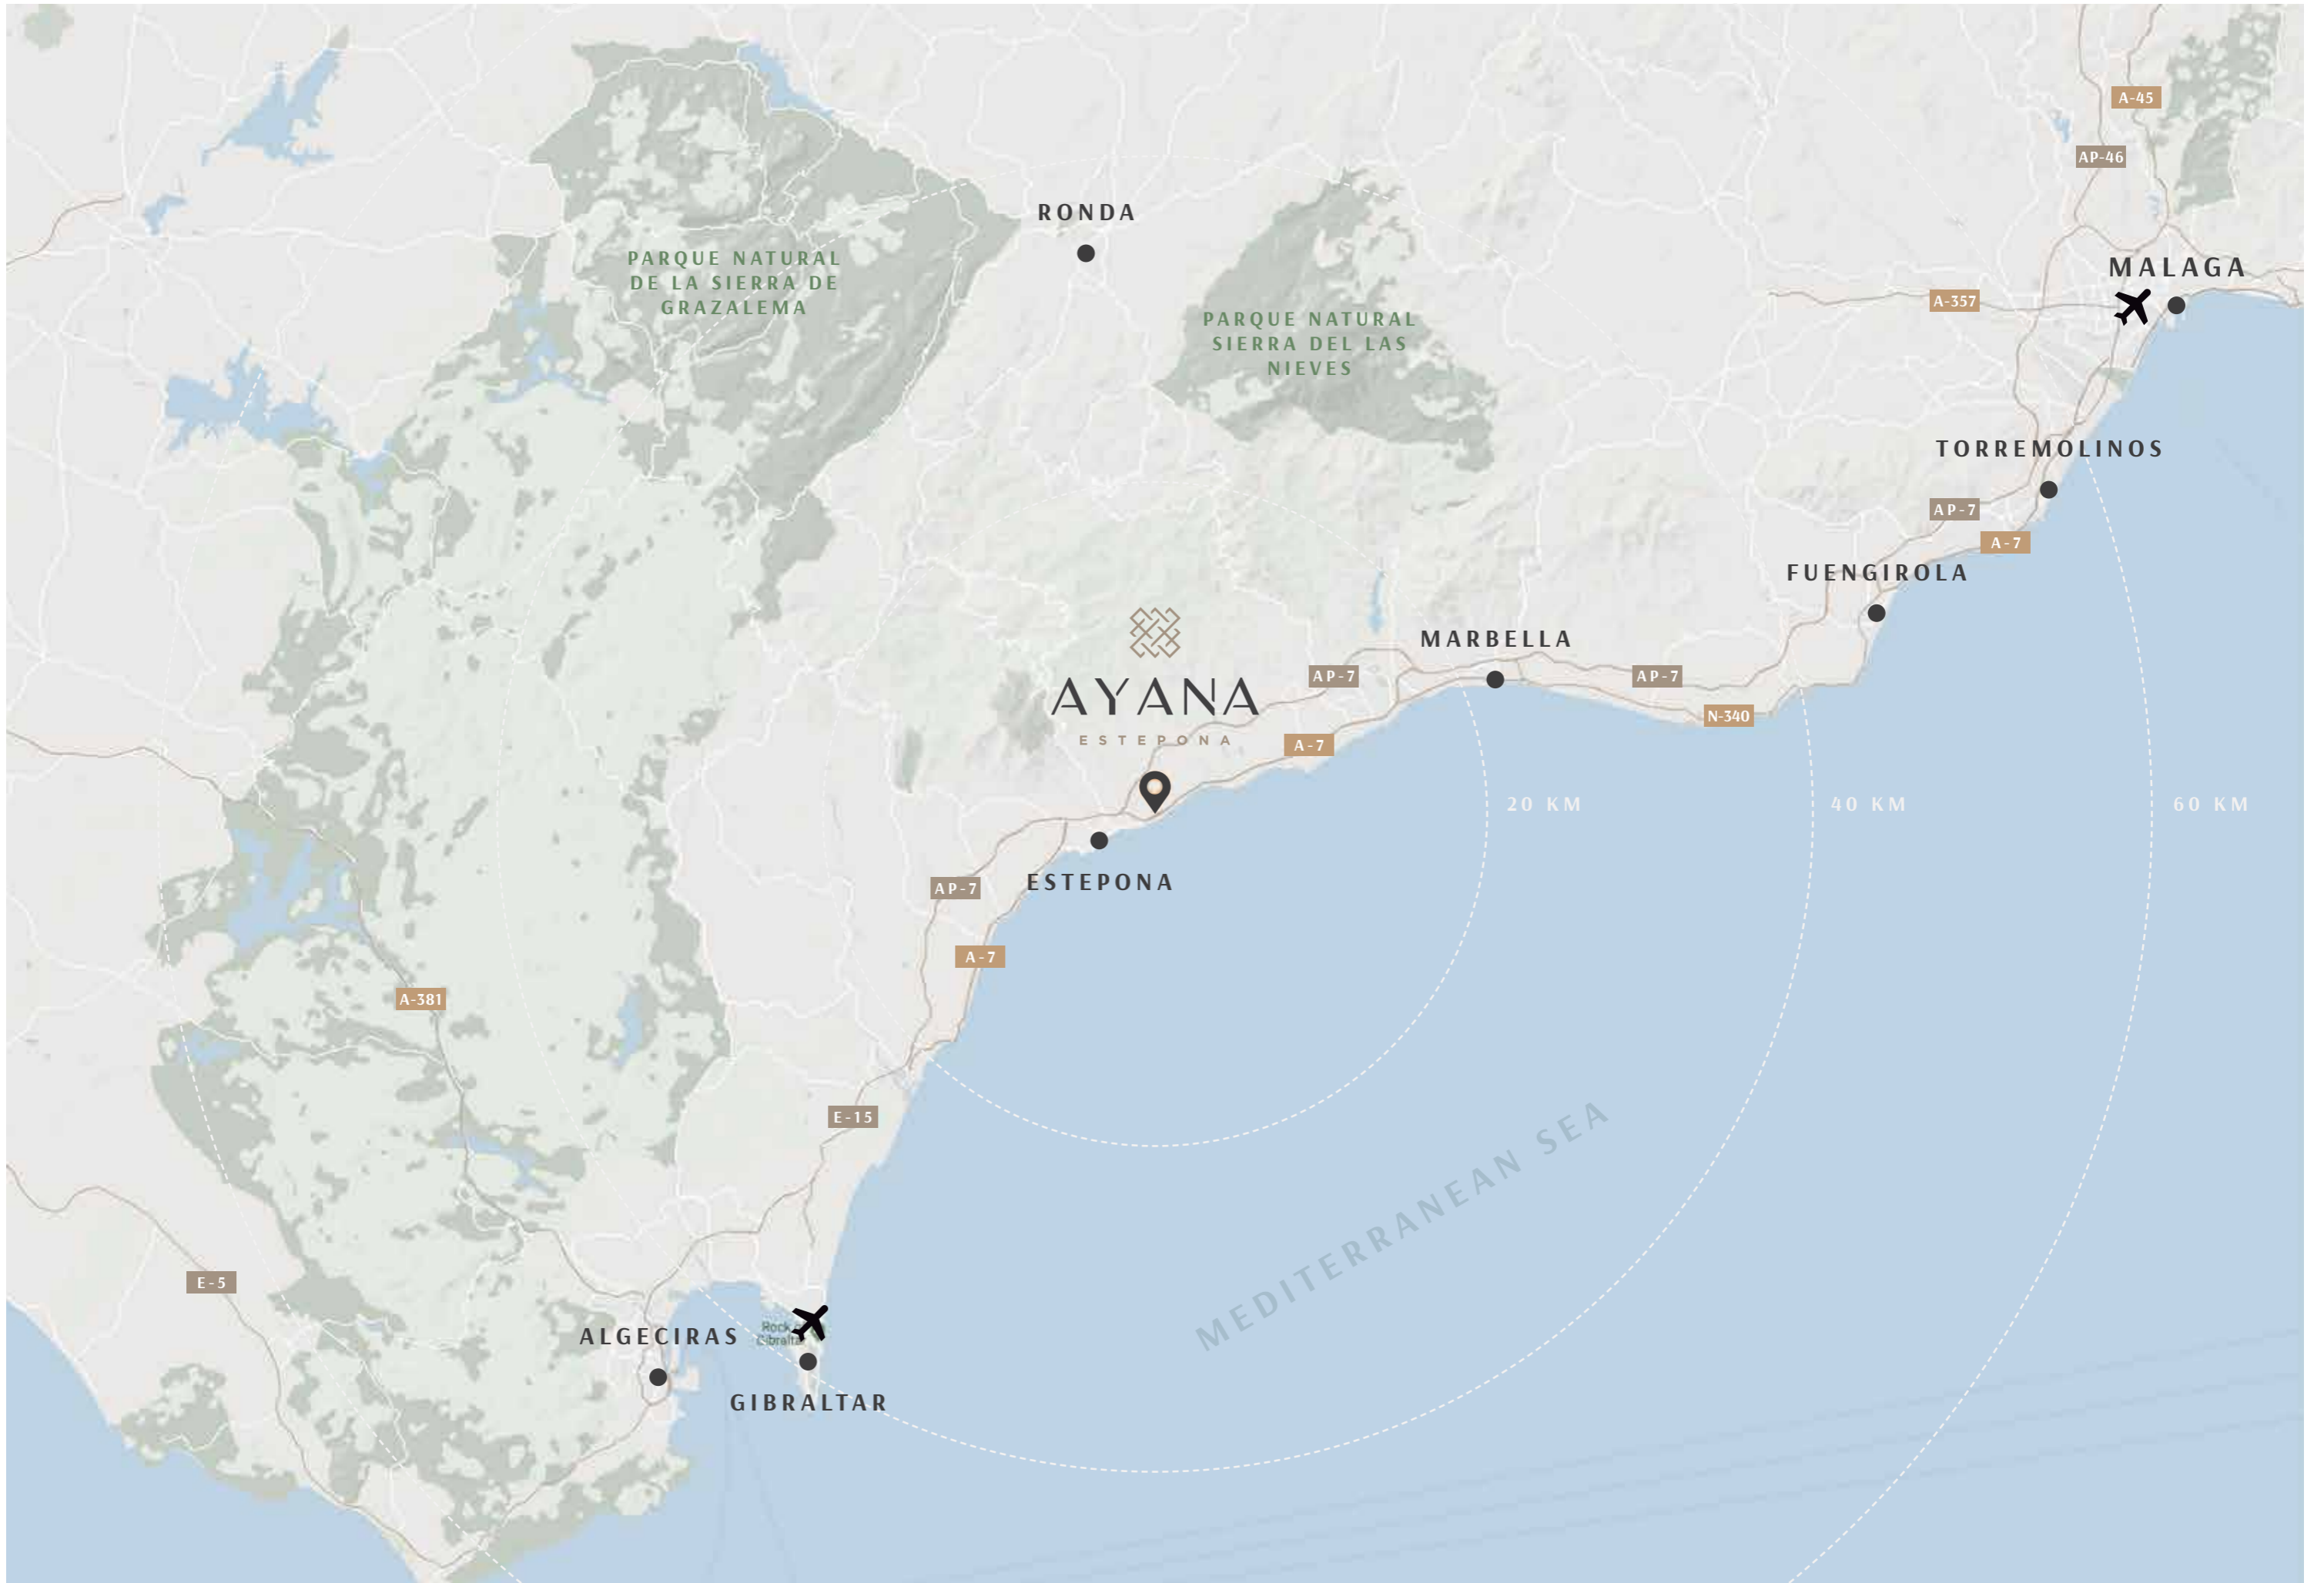 A-45
AP-46
RONDA
PARQUE NATURAL
DE LA SIERRA DE
GRAZALEMA
MALAGA
A-357
PARQUE NATURAL
SIERRA DEL LAS
NIEVES
TORREMOLINOS
AP-7
A-7
FUENGIROLA
MARBELLA
AP-7
AP-7
AYANA
ESTEPONA
N-340
A-7
20 KM
40 KM
60 KM
ESTEPONA
AP-7
A-7
A-381
E-15
MEDITERRANEAN SEA
E-5
Rock
Gibraltar
ALGECIRAS
GIBRALTAR